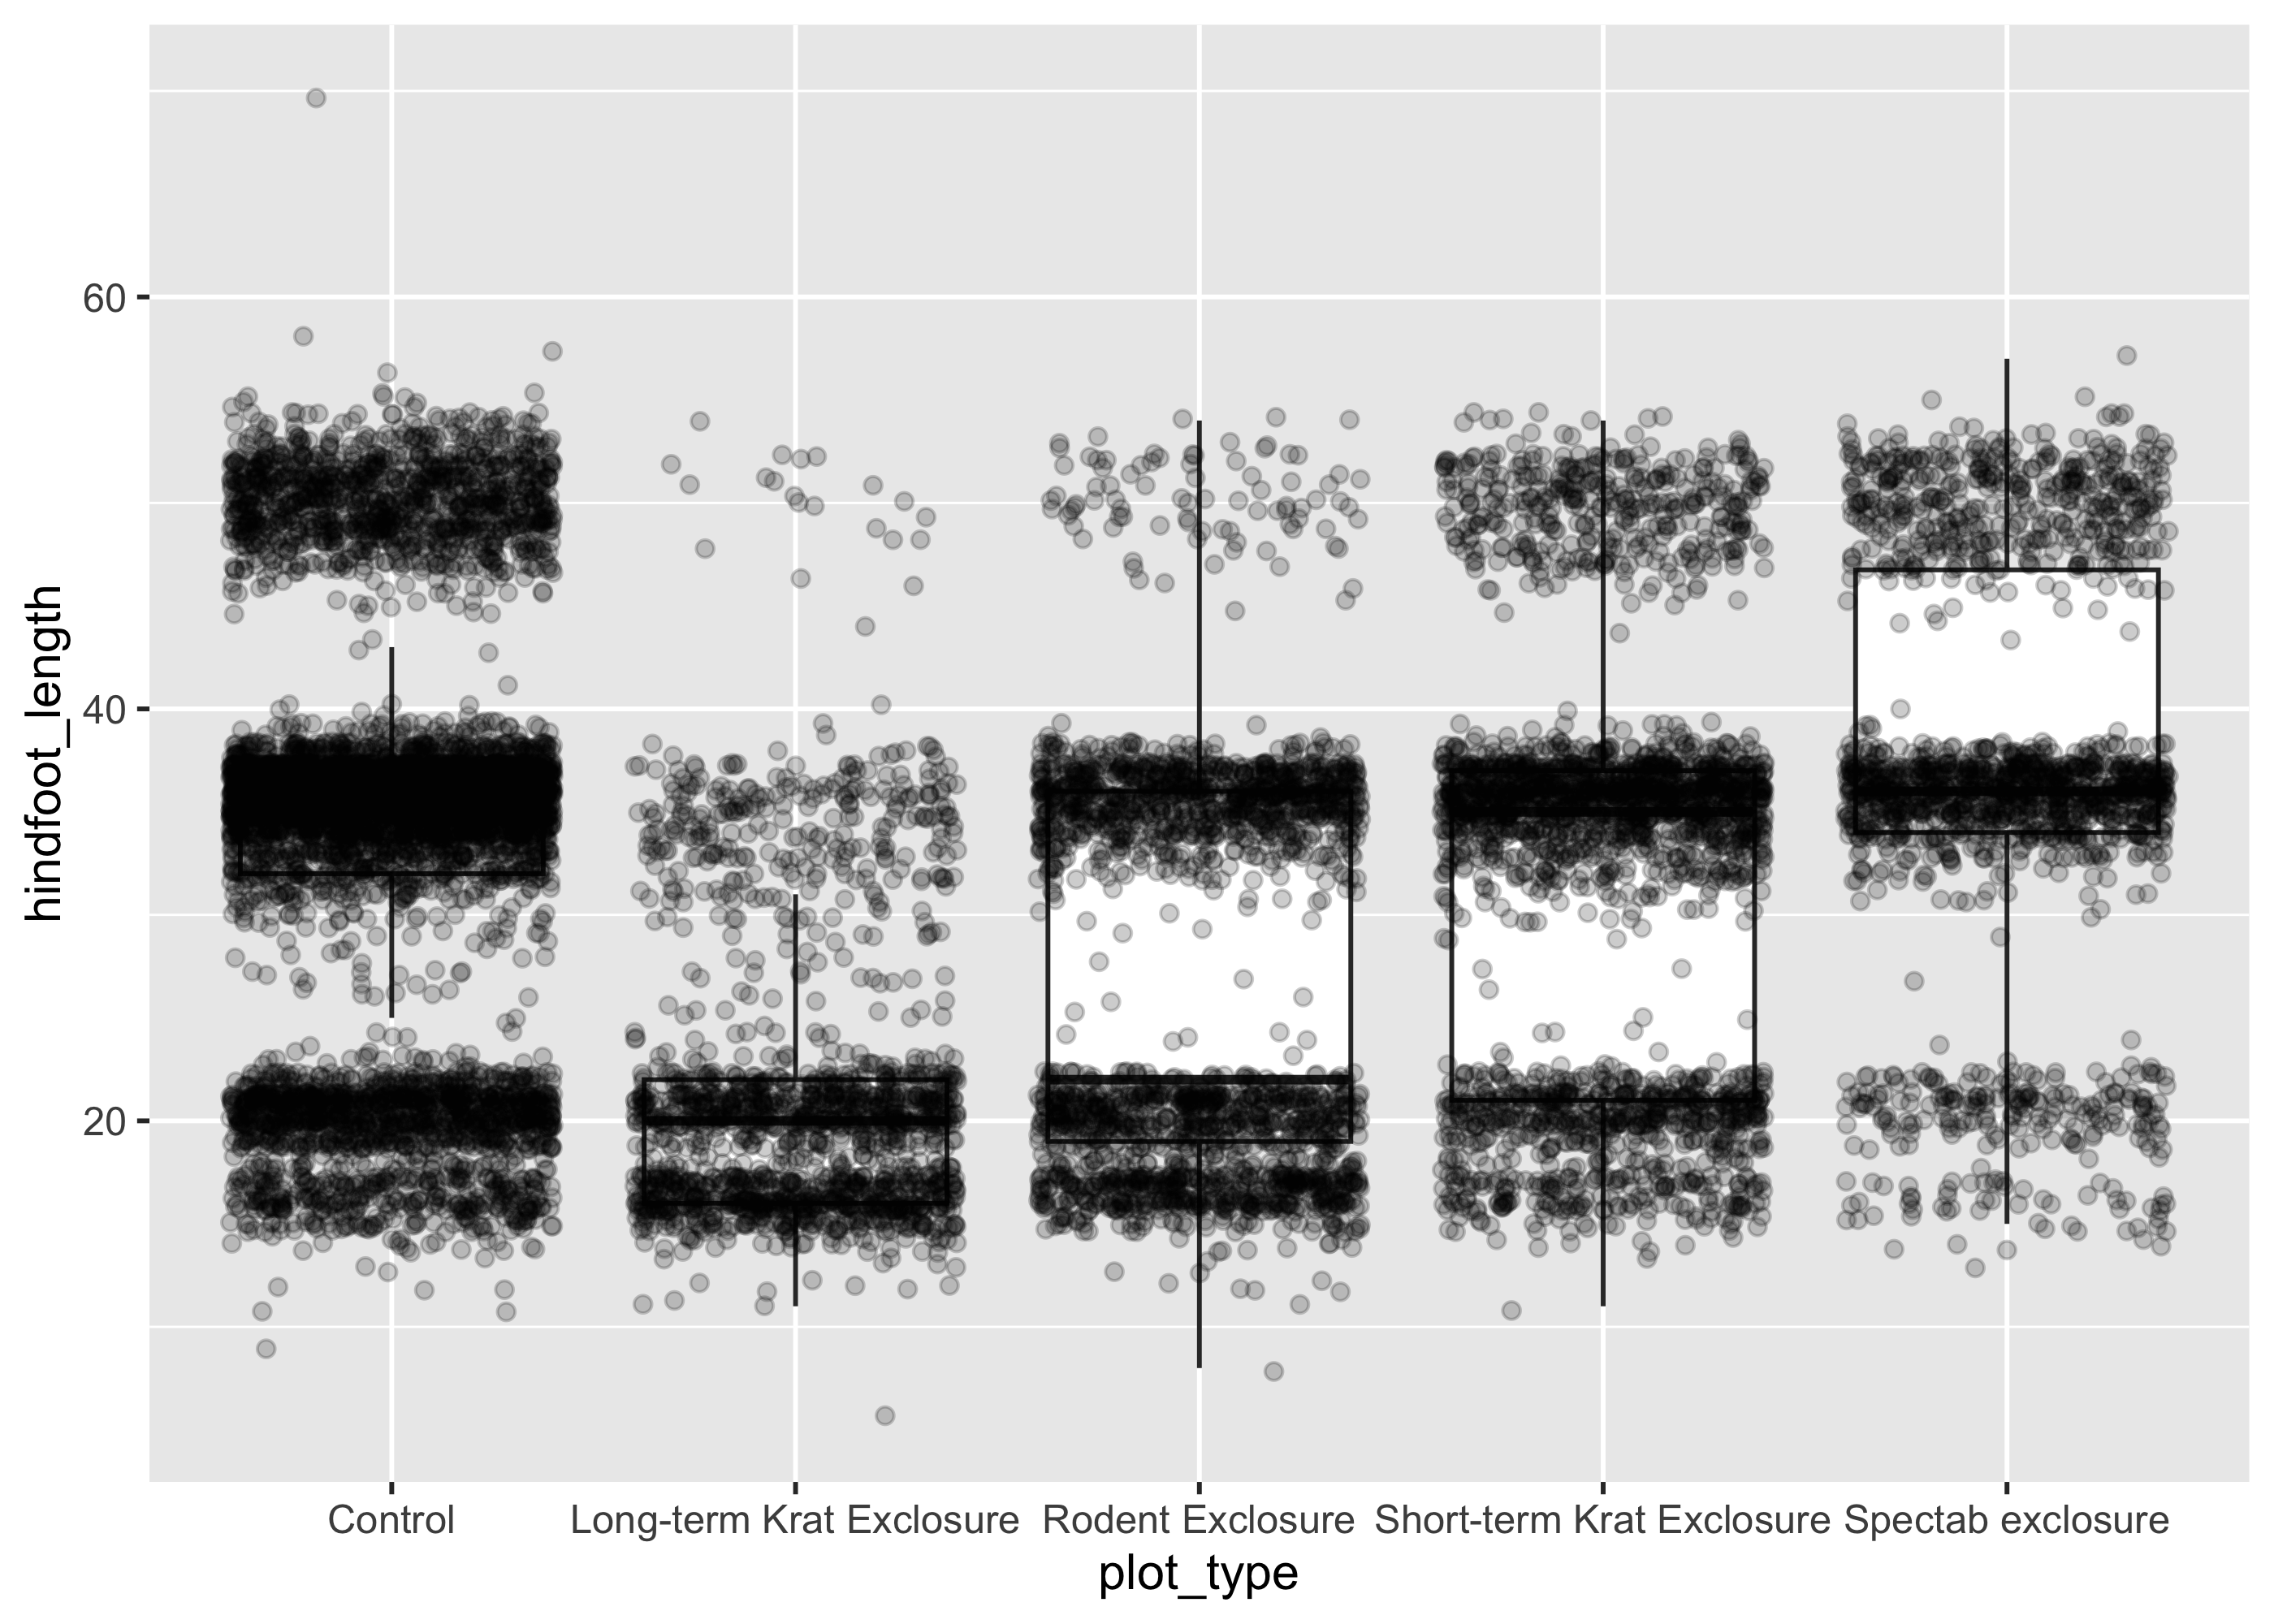 hindfoot_length
60
40
20
Control
Long-term Krat Exclosure
Rodent Exclosure
Short-term Krat Exclosure
Spectab exclosure
plot_type